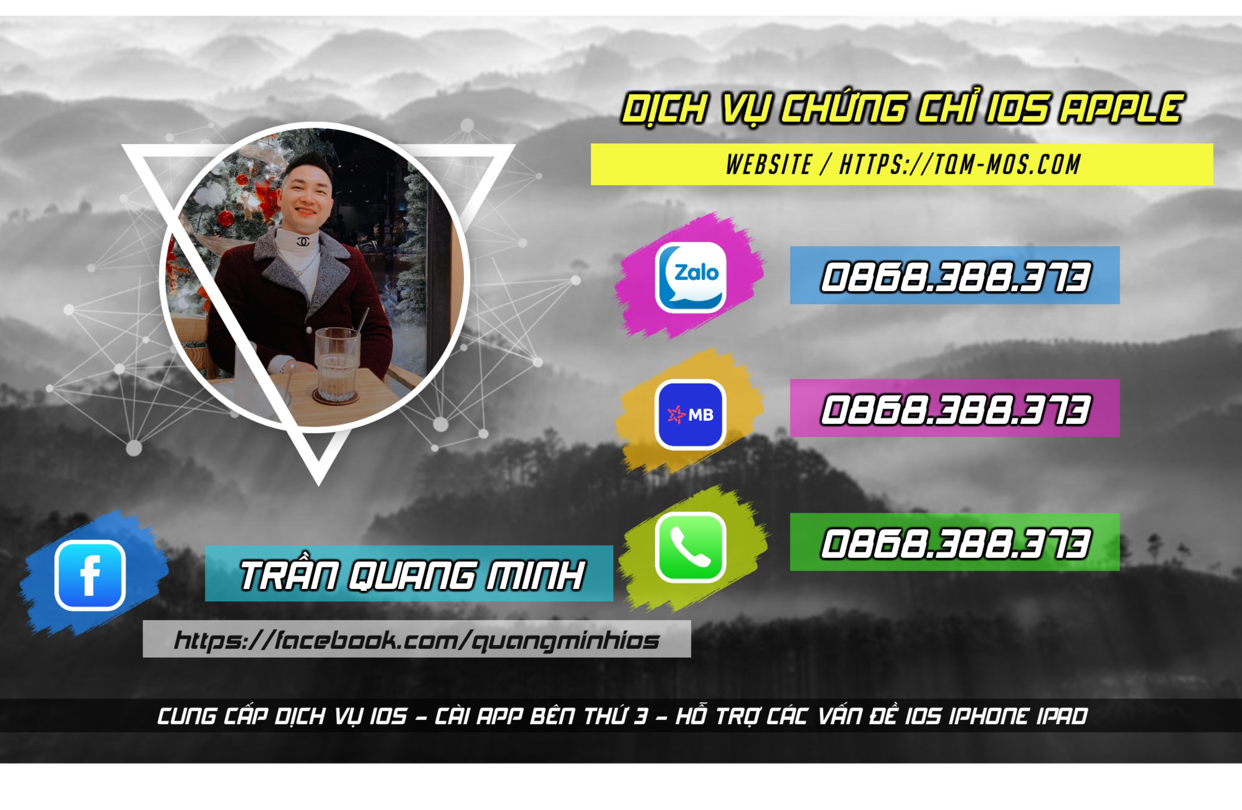 DỊCH VỤ CHỨNG CHỈ IOS APPLE
WEBSITE / HTTPS://TQM-MOS.COM
Zalo
0868.388.373
MB
0868.388.373
0868.388.373
f
TRẦN QUANG MINH
https://facebook.com/quangminhios
CUNG CẤP DỊCH VỤ IOS - CÀI APP BÊN THỨ 3 - HỖ TRỢ CÁC VẤN ĐỀ IOS IPHONE IPAD